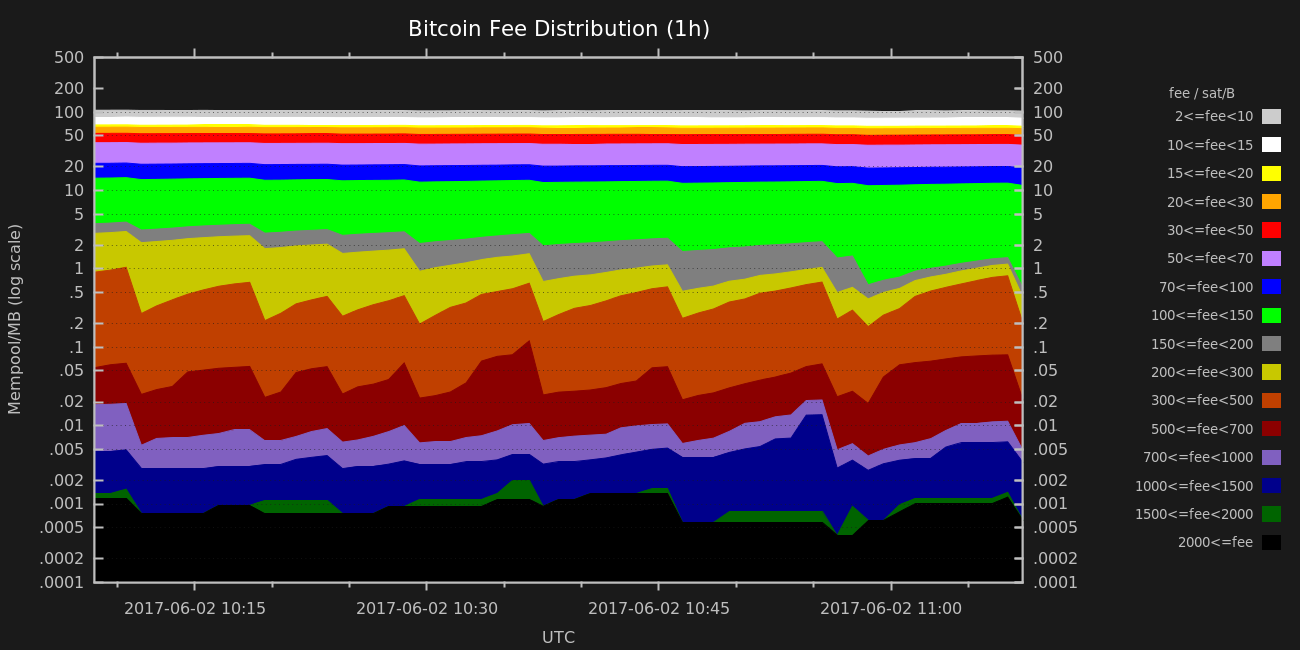 Bitcoin Fee Distribution (1h)
500 500
200 200
100 100
50 50
20 20
10 10
5 5
2 2
1 1
.5 .5
.2 .2
.1 .1
.05 .05
.02 .02
.01 .01
.005 .005
.002 .002
.001 .001
.0005 .0005
.0002 .0002
.0001 .0001
Mempool/MB (log scale)
2017-06-02 10:15 2017-06-02 10:30 2017-06-02 10:45 2017-06-02 11:00
UTC
fee / sat/B
2<=fee<10
10<=fee<15
15<=fee<20
20<=fee<30
30<=fee<50
50<=fee<70
70<=fee<100
100<=fee<150
150<=fee<200
200<=fee<300
300<=fee<500
500<=fee<700
700<=fee<1000
1000<=fee<1500
1500<=fee<2000
2000<=fee